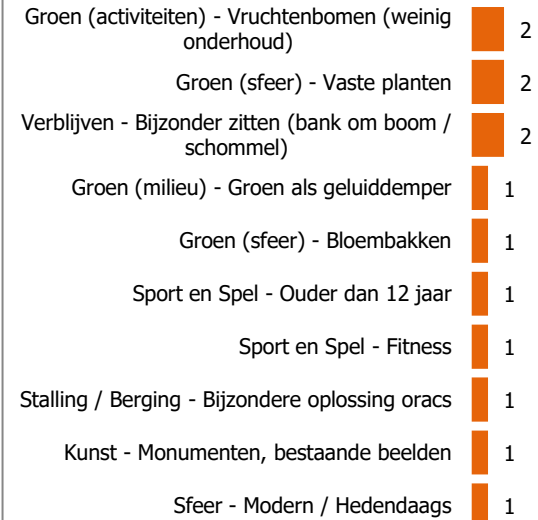 Groen (activiteiten) - Vruchtenbomen (weinig
onderhoud)
2
Groen (sfeer) - Vaste planten
2
Verblijven - Bijzonder zitten (bank om boom /
schommel)
2
Groen (milieu) - Groen als geluiddemper
1
Groen (sfeer) - Bloembakken
1
Sport en Spel - Ouder dan 12 jaar
1
Sport en Spel - Fitness
1
Stalling / Berging - Bijzondere oplossing oracs
1
Kunst - Monumenten, bestaande beelden
1
Sfeer - Modern / Hedendaags
1